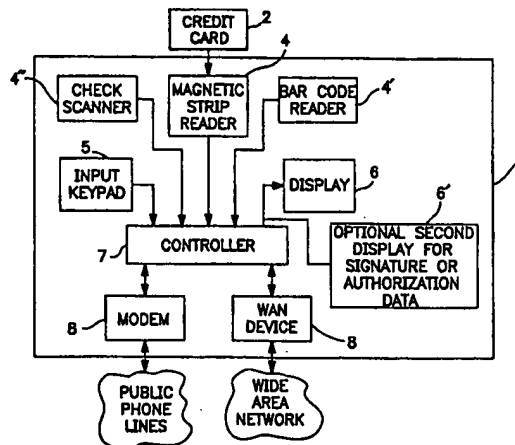 CREDIT
CARD
2
4
4"
CHECK
SCANNER
MAGNETIC
STRIP
READER
BAR CODE
READER
4'
5
INPUT
KEYPAD
DISPLAY
6
6'
OPTIONAL SECOND
DISPLAY FOR
SIGNATURE OR
AUTHORIZATION
DATA
CONTROLLER
7
8
MODEM
WAN
DEVICE
8
PUBLIC
PHONE
LINES
WIDE
AREA
NETWORK